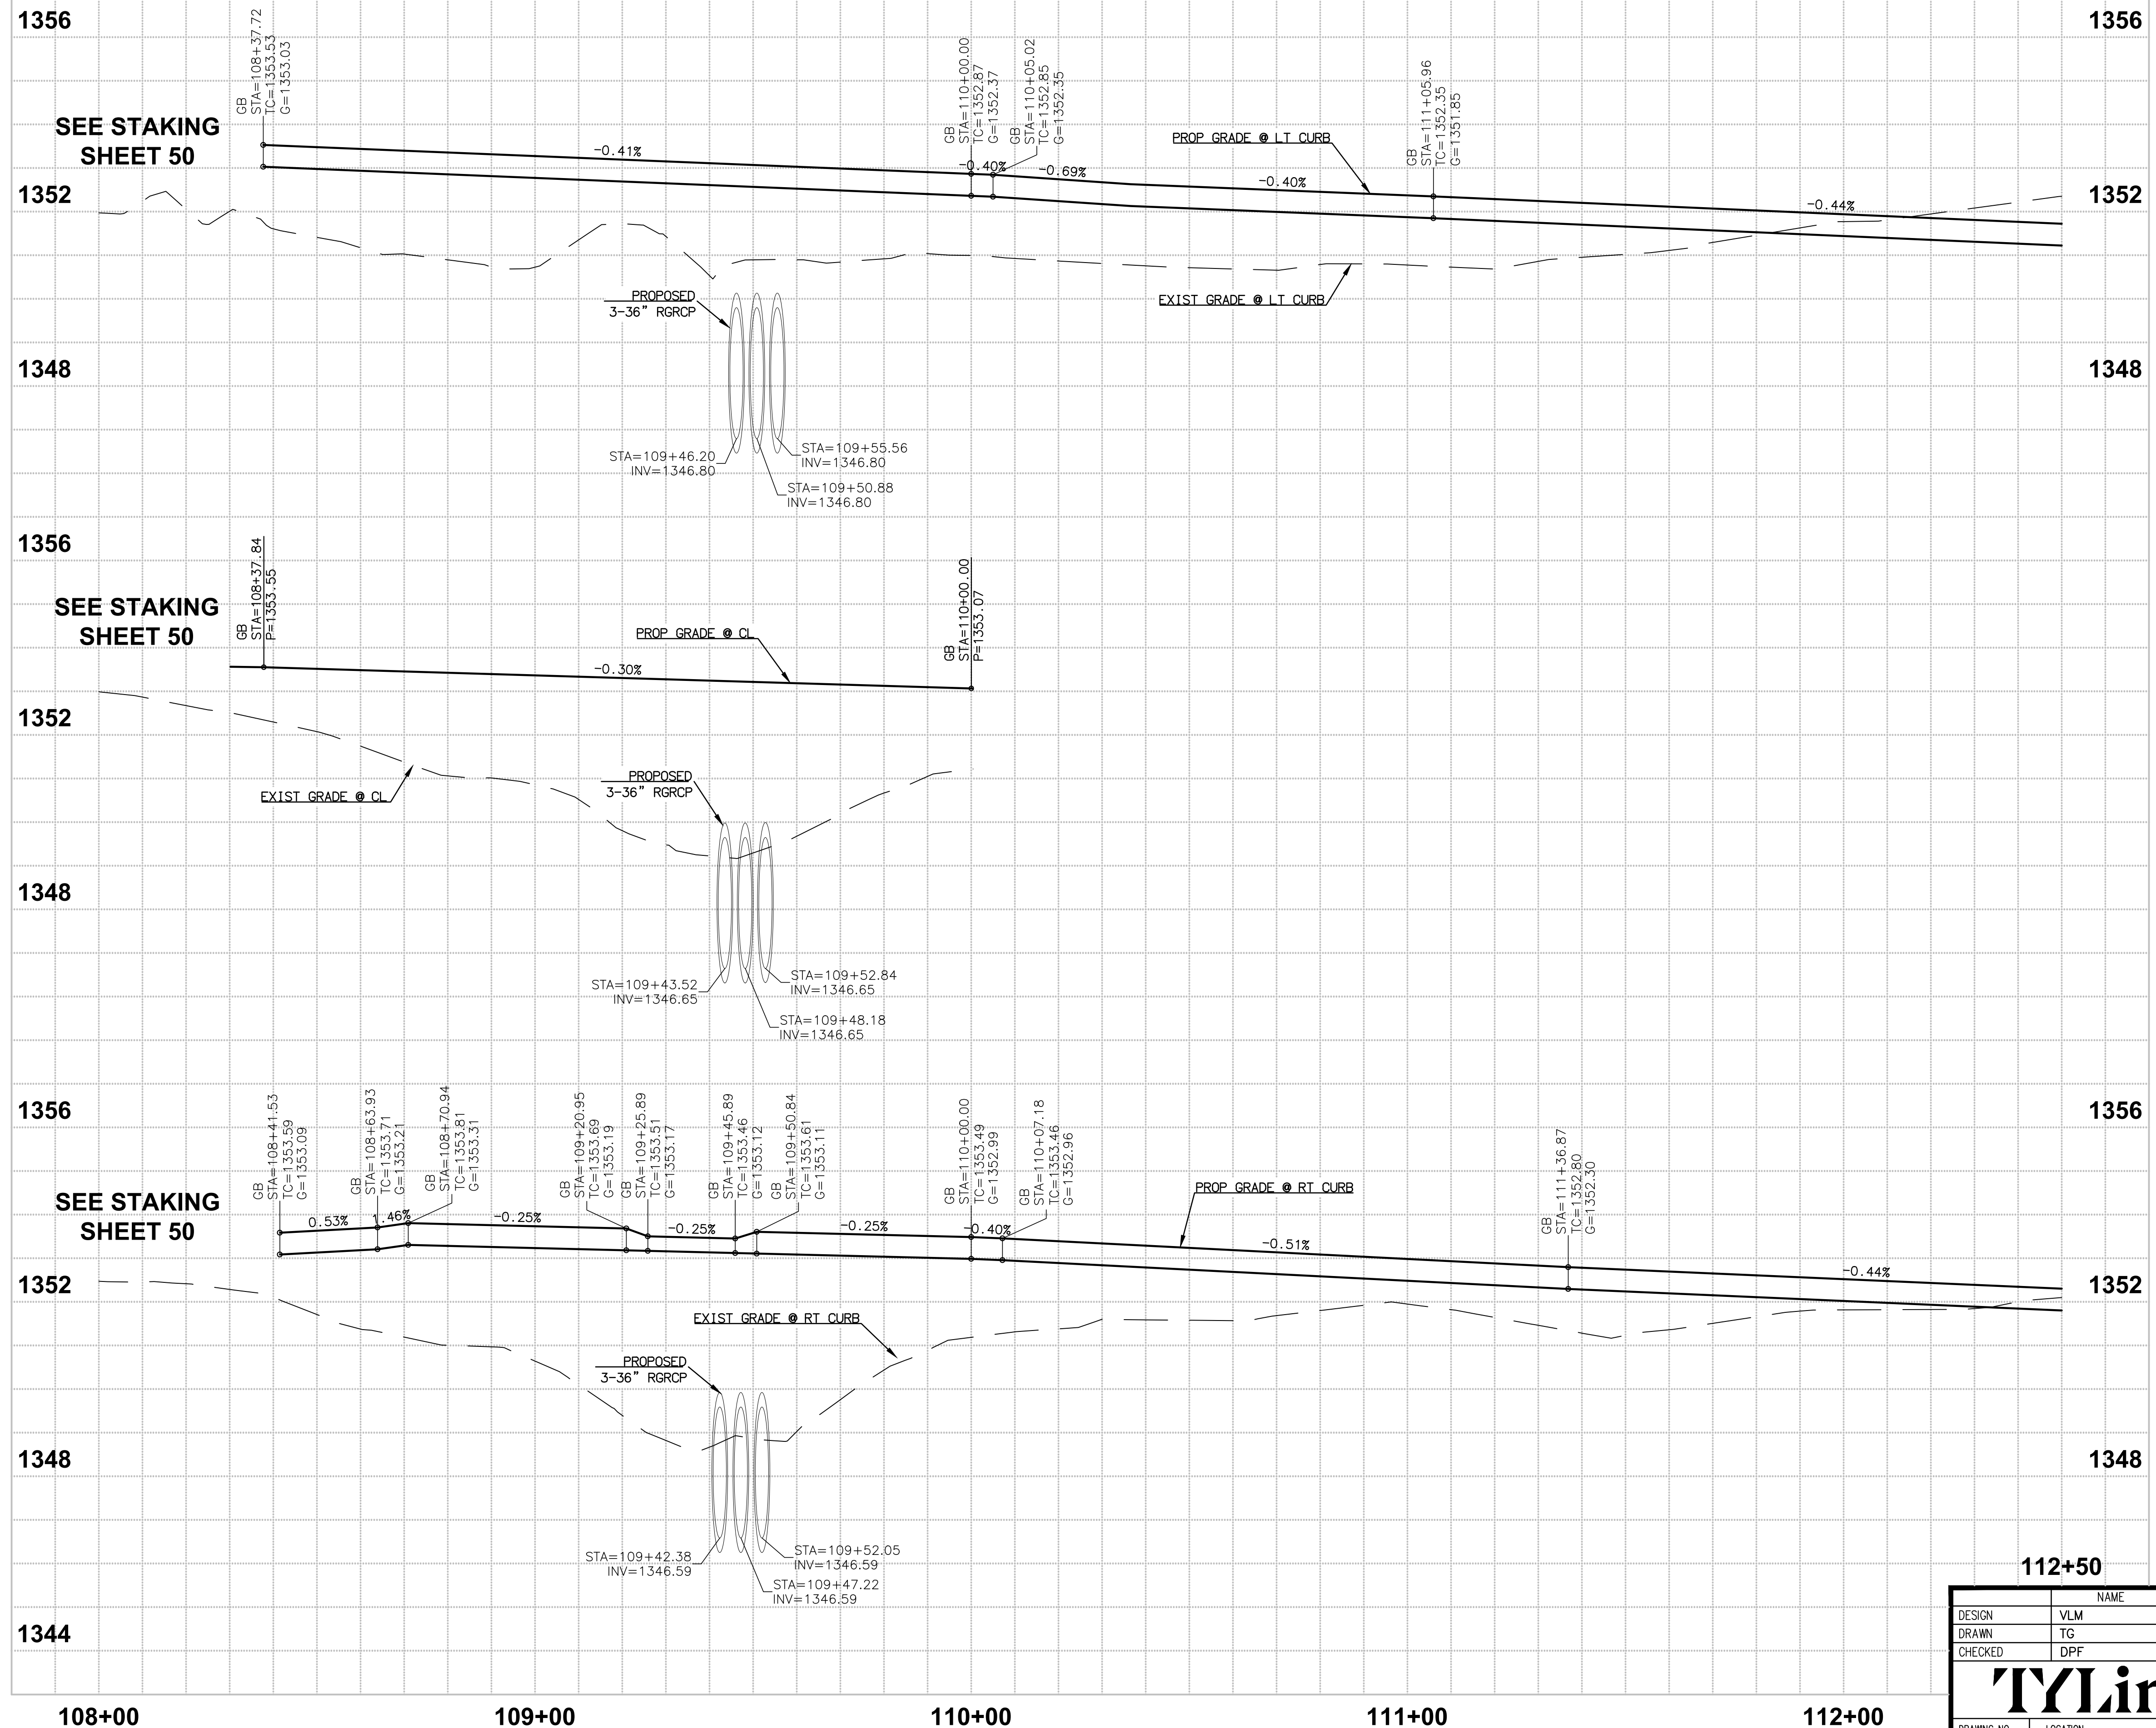 1356
1356
GB
STA=108+37.72
TC=1353.53
G=1353.03
GB
STA=110+00.00
TC=1352.87
G=1352.37
GB
STA=110+05.02
TC=1352.85
G=1352.35
GB
STA=111+05.96
TC=1352.35
G=1351.85
SEE STAKING
SHEET 50
-0.41%
-0.40%
-0.69%
PROP GRADE @ LT CURB
-0.40%
-0.44%
1352
1352
PROPOSED
3-36" RGRCP
EXIST GRADE @ LT CURB
1348
1348
STA=109+46.20
INV=1346.80
STA=109+55.56
INV=1346.80
STA=109+50.88
INV=1346.80
1356
1356
GB
STA=108+37.84
P=1353.55
GB
STA=110+00.00
P=1353.07
SEE STAKING
SHEET 50
PROP GRADE @ CL
-0.30%
1352
EXIST GRADE @ CL
PROPOSED
3-36" RGRCP
1348
STA=109+43.52
INV=1346.65
STA=109+52.84
INV=1346.65
STA=109+48.18
INV=1346.65
1356
GB
STA=108+41.53
TC=1353.59
G=1353.09
GB
STA=108+63.93
TC=1353.71
G=1353.21
GB
STA=108+70.94
TC=1353.81
G=1353.31
GB
STA=109+20.95
TC=1353.69
G=1353.19
GB
STA=109+25.89
TC=1353.51
G=1353.17
GB
STA=109+45.89
TC=1353.46
G=1353.12
GB
STA=109+50.84
TC=1353.61
G=1353.11
GB
STA=110+00.00
TC=1353.49
G=1352.99
GB
STA=110+07.18
TC=1353.46
G=1352.96
GB
STA=111+36.87
TC=1352.80
G=1352.30
SEE STAKING
SHEET 50
0.53%
1.46%
-0.25%
-0.25%
-0.25%
-0.40%
PROP GRADE @ RT CURB
-0.51%
-0.44%
1352
1352
EXIST GRADE @ RT CURB
PROPOSED
3-36" RGRCP
1348
1348
STA=109+42.38
INV=1346.59
STA=109+52.05
INV=1346.59
STA=109+47.22
INV=1346.59
112+50
1344
NAME
DESIGN VLM
DRAWN TG
CHECKED DPF
TYLin
108+00 109+00 110+00 111+00 112+00
DRAWING NO. LOCATION